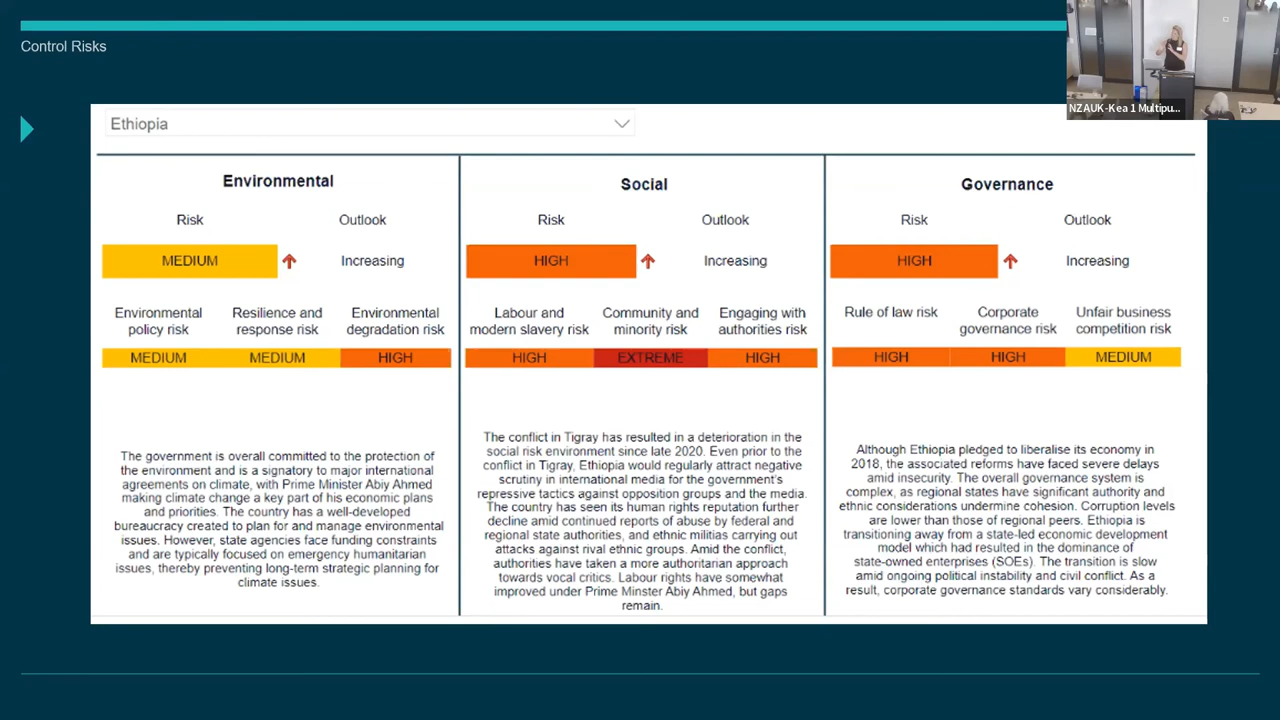 Control Risks
NZAUK-Kea 1 Multipu...
Ethiopia
Environmental
Risk
Outlook
MEDIUM
Increasing
Environmental
policy risk
Resilience and
response risk
Environmental
degradation risk
MEDIUM
MEDIUM
HIGH
The government is overall committed to the protection of
the environment and is a signatory to major international
agreements on climate, with Prime Minister Abiy Ahmed
making climate change a key part of his economic plans
and priorities. The country has a well-developed
bureaucracy created to plan for and manage environmental
issues. However, state agencies face funding constraints
and are typically focused on emergency humanitarian
issues, thereby preventing long-term strategic planning for
climate issues.
Social
Risk
Outlook
HIGH
Increasing
Labour and
modern slavery risk
Community and
minority risk
Engaging with
authorities risk
HIGH
EXTREME
HIGH
The conflict in Tigray has resulted in a deterioration in the
social risk environment since late 2020. Even prior to the
conflict in Tigray, Ethiopia would regularly attract negative
scrutiny in international media for the government's
repressive tactics against opposition groups and the media.
The country has seen its human rights reputation further
decline amid continued reports of abuse by federal and
regional state authorities, and ethnic militias carrying out
attacks against rival ethnic groups. Amid the conflict,
authorities have taken a more authoritarian approach
towards vocal critics. Labour rights have somewhat
improved under Prime Minster Abiy Ahmed, but gaps
remain.
Governance
Risk
Outlook
HIGH
Increasing
Rule of law risk
Corporate
governance risk
Unfair business
competition risk
HIGH
HIGH
MEDIUM
Although Ethiopia pledged to liberalise its economy in
2018, the associated reforms have faced severe delays
amid insecurity. The overall governance system is
complex, as regional states have significant authority and
ethnic considerations undermine cohesion. Corruption levels
are lower than those of regional peers. Ethiopia is
transitioning away from a state-led economic development
model which had resulted in the dominance of
state-owned enterprises (SOEs). The transition is slow
amid ongoing political instability and civil conflict. As a
result, corporate governance standards vary considerably.